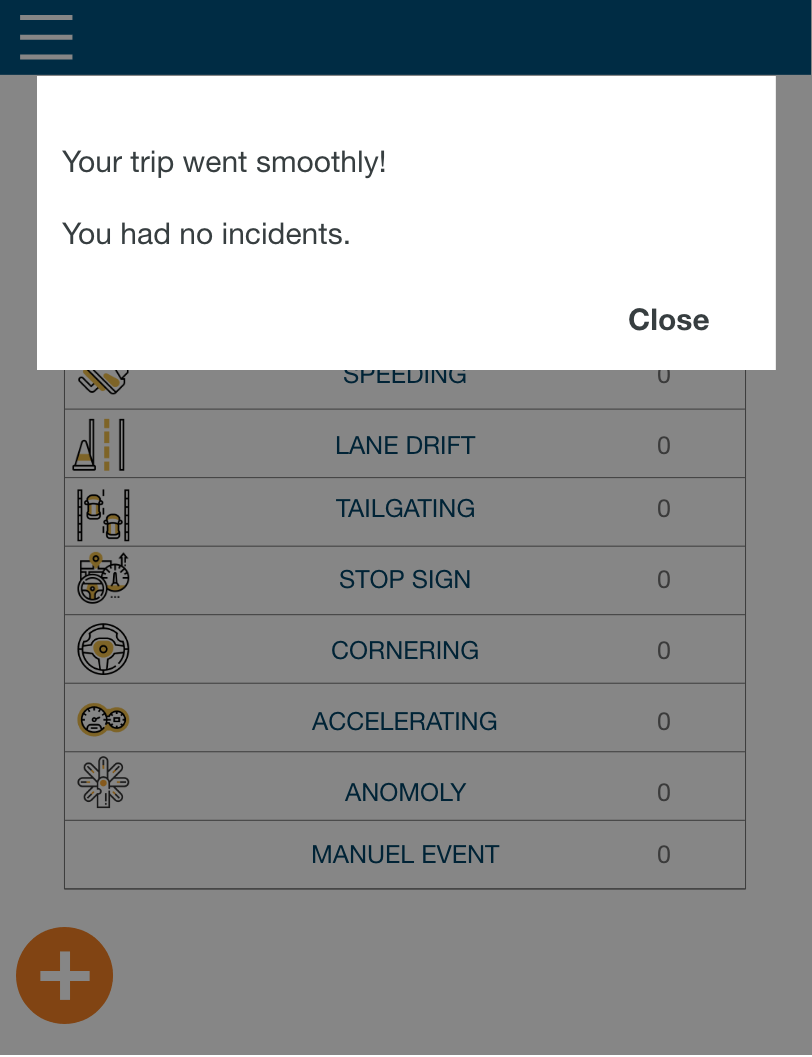 Your trip went smoothly!
You had no incidents.
Close
SPEEDING 0
LANE DRIFT 0
TAILGATING 0
STOP SIGN 0
CORNERING 0
ACCELERATING 0
ANOMOLY 0
MANUEL EVENT 0